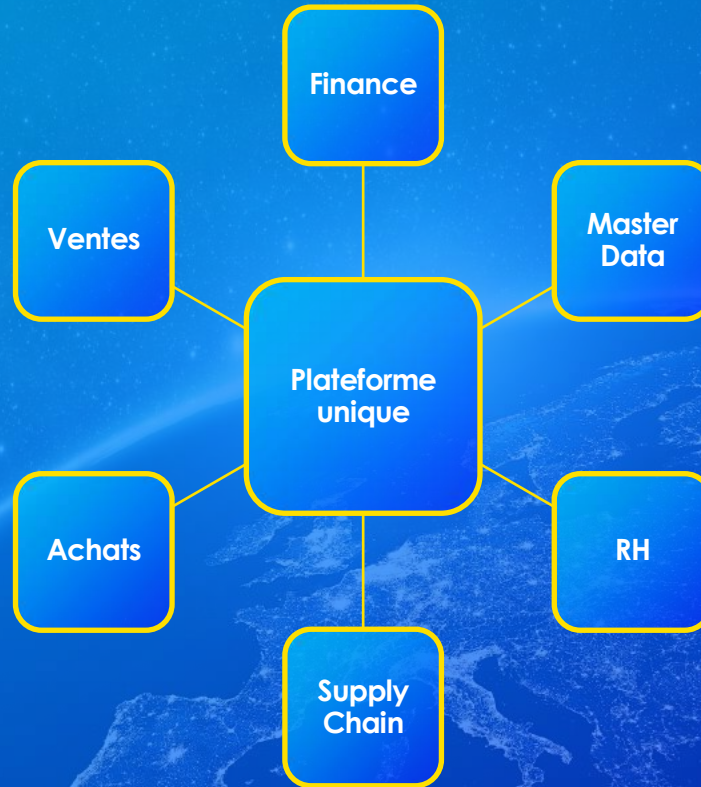 Finance
Ventes
Master
Data
Plateforme
unique
Achats
RH
Supply
Chain